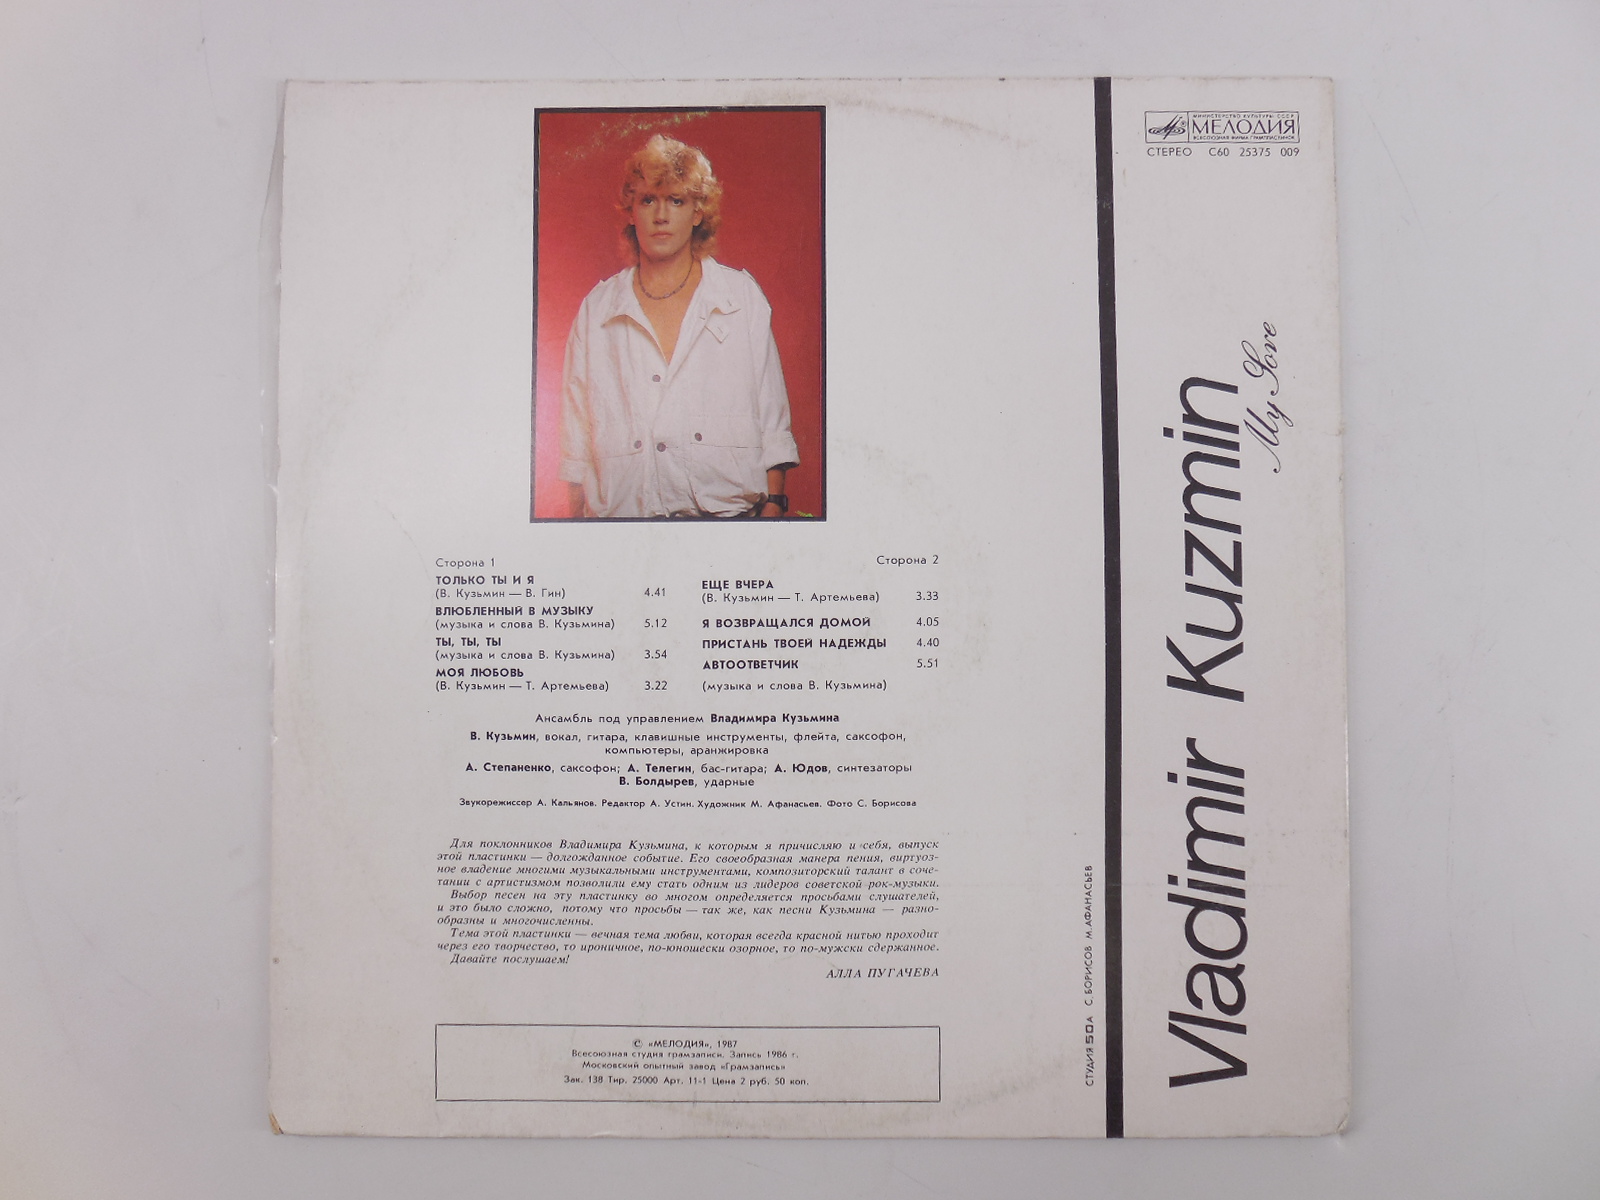 МИНИСТЕРСТВО КУЛЬТУРЫ СССР
МЕЛОДИЯ
ВСЕСОЮЗНАЯ ФИРМА ГРАМПЛАСТИНОК
СТЕРЕО С60 25375 009
Vladimir Kuzmin
My Love
Сторона 1
ТОЛЬКО ТЫ И Я
(В. Кузьмин — В. Гин) 4.41
ВЛЮБЛЕННЫЙ В МУЗЫКУ
(музыка и слова В. Кузьмина) 5.12
ТЫ, ТЫ, ТЫ
(музыка и слова В. Кузьмина) 3.54
МОЯ ЛЮБОВЬ
(В. Кузьмин — Т. Артемьева) 3.22
Сторона 2
ЕЩЕ ВЧЕРА
(В. Кузьмин — Т. Артемьева) 3.33
Я ВОЗВРАЩАЛСЯ ДОМОЙ 4.05
ПРИСТАНЬ ТВОЕЙ НАДЕЖДЫ 4.40
АВТООТВЕТЧИК 5.51
(музыка и слова В. Кузьмина)
Ансамбль под управлением Владимира Кузьмина
В. Кузьмин, вокал, гитара, клавишные инструменты, флейта, саксофон,
компьютеры, аранжировка
А. Степаненко, саксофон; А. Телегин, бас-гитара; А. Юдов, синтезаторы
В. Болдырев, ударные
Звукорежиссер А. Кальянов. Редактор А. Устин. Художник М. Афанасьев. Фото С. Борисова
Для поклонников Владимира Кузьмина, к которым я причисляю и себя, выпуск
этой пластинки — долгожданное событие. Его своеобразная манера пения, виртуоз-
ное владение многими музыкальными инструментами, композиторский талант в соче-
тании с артистизмом позволили ему стать одним из лидеров советской рок-музыки.
Выбор песен на эту пластинку во многом определяется просьбами слушателей,
и это было сложно, потому что просьбы — так же, как песни Кузьмина — разно-
образны и многочисленны.
Тема этой пластинки — вечная тема любви, которая всегда красной нитью проходит
через его творчество, то ироничное, по-юношески озорное, то по-мужски сдержанное.
Давайте послушаем!
АЛЛА ПУГАЧЕВА
© «МЕЛОДИЯ», 1987
Всесоюзная студия грамзаписи. Запись 1986 г.
Московский опытный завод «Грамзапись»
Зак. 138 Тир. 25000 Арт. 11-1 Цена 2 руб. 50 коп.
СТУДИЯ 50А С. БОРИСОВ М. АФАНАСЬЕВ